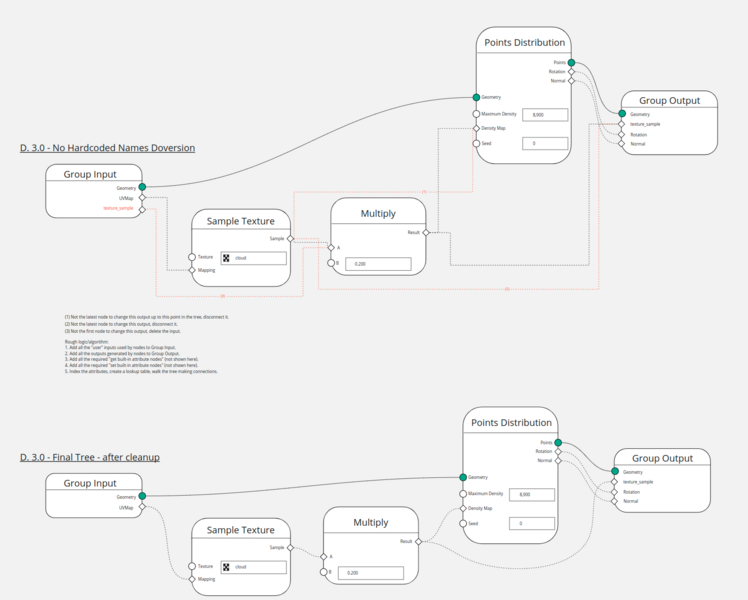 Points Distribution
Points
Rotation
Normal
Geometry
Maximum Density 8.900
Density Map
Seed 0
Group Output
Geometry
texture_sample
Rotation
Normal
D. 3.0 - No Hardcoded Names Doversion
Group Input
Geometry
UVMap
texture_sample
Sample Texture
Sample
Texture cloud
Mapping
Multiply
Result
A
B 0.200
(1) Not the latest node to change this output up to this point in the tree, disconnect it.
(2) Not the latest node to change this output, disconnect it.
(3) Not the first node to change this output, delete the input.
Rough logic/algorithm:
1. Add all the "user" inputs used by nodes to Group Input.
2. Add all the outputs generated by nodes to Group Output.
3. Add all the required "get built-in attribute nodes" (not shown here).
4. Add all the required "set built-in attribute nodes" (not shown here).
5. Index the attributes, create a lookup table, walk the tree making connections.
D. 3.0 - Final Tree - after cleanup
Points Distribution
Points
Rotation
Normal
Geometry
Maximum Density 8.900
Density Map
Seed 0
Group Output
Geometry
texture_sample
Rotation
Normal
Group Input
Geometry
UVMap
Sample Texture
Sample
Texture cloud
Mapping
Multiply
Result
A
B 0.200